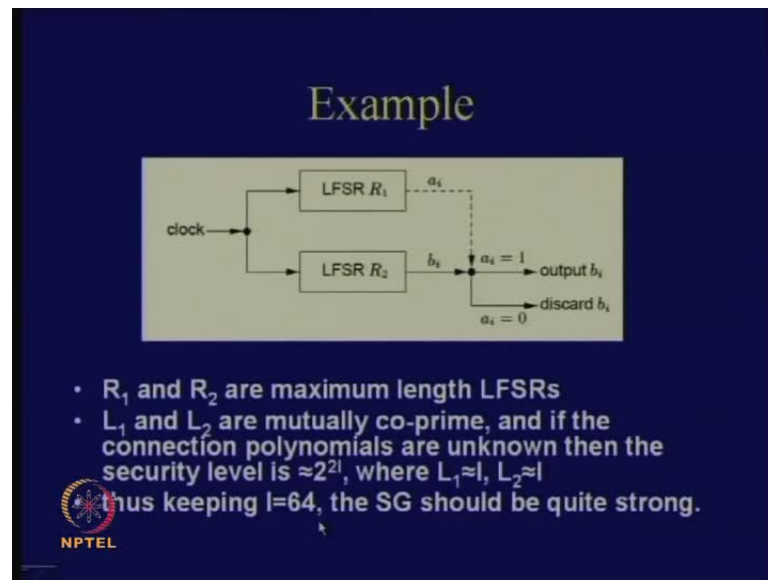 Example
LFSR R₁
aᵢ
clock
LFSR R₂
bᵢ
aᵢ = 1
output bᵢ
discard bᵢ
aᵢ = 0
• R₁ and R₂ are maximum length LFSRs
• L₁ and L₂ are mutually co-prime, and if the
connection polynomials are unknown then the
security level is ≈2²ˡ, where L₁≈l, L₂≈l
thus keeping l=64, the SG should be quite strong.
NPTEL